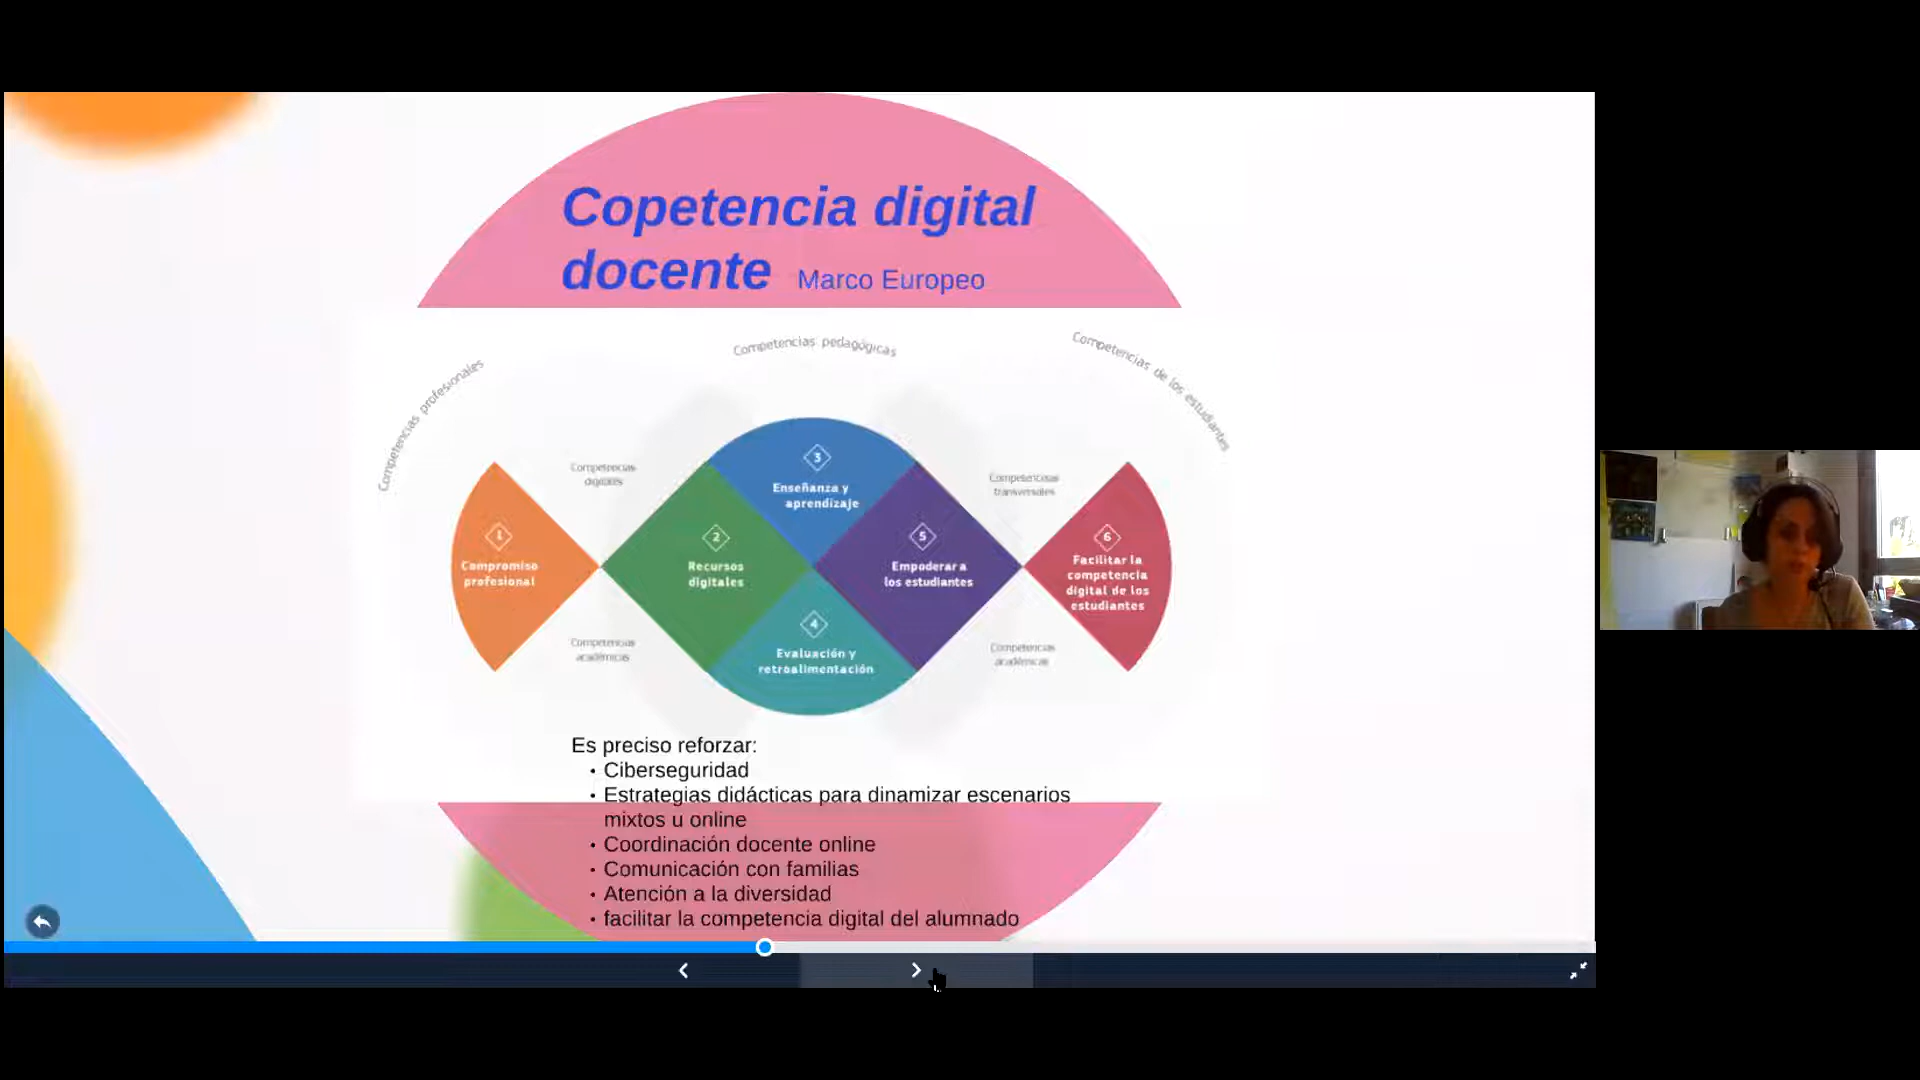 Copetencia digital
docente Marco Europeo
Competencias profesionales
Competencias pedagógicas
Competencias de los estudiantes
Competencias
digitales
Competencias
transversales
3
Enseñanza y
aprendizaje
1
Compromiso
profesional
2
Recursos
digitales
5
Empoderar a
los estudiantes
6
Facilitar la
competencia
digital de los
estudiantes
4
Evaluación y
retroalimentación
Competencias
académicas
Competencias
académicas
Es preciso reforzar:
• Ciberseguridad
• Estrategias didácticas para dinamizar escenarios
mixtos u online
• Coordinación docente online
• Comunicación con familias
• Atención a la diversidad
• facilitar la competencia digital del alumnado